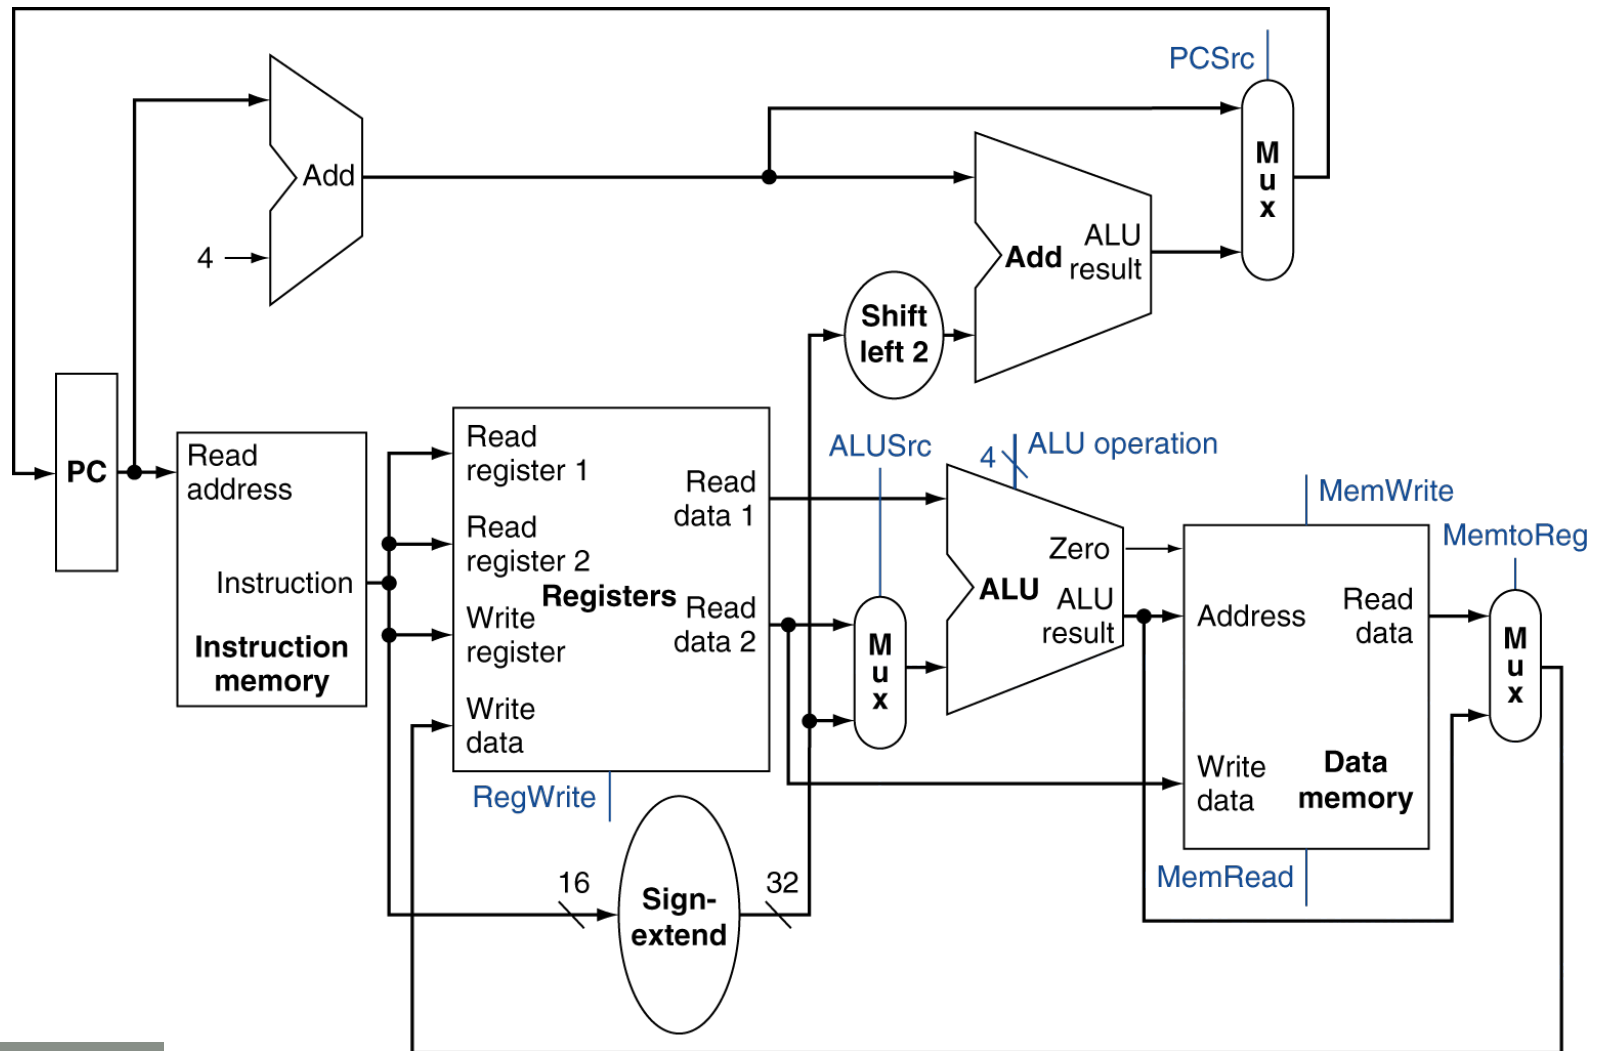 PCSrc
M
u
x
Add
ALU
result
Add
4
Shift
left 2
PC
Read
address
Instruction
Instruction
memory
Read
register 1
Read
register 2
Write
register
Write
data
Registers
Read
data 1
Read
data 2
RegWrite
16
Sign-
extend
32
ALUSrc
M
u
x
4
ALU operation
Zero
ALU
ALU
result
MemWrite
Address
Read
data
Write
data
Data
memory
MemRead
MemtoReg
M
u
x